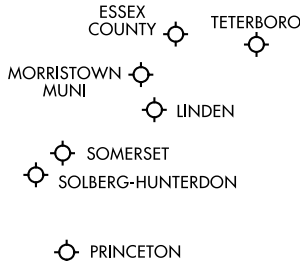 ESSEX
COUNTY
TETERBORO
MORRISTOWN
MUNI
LINDEN
SOMERSET
SOLBERG-HUNTERDON
PRINCETON